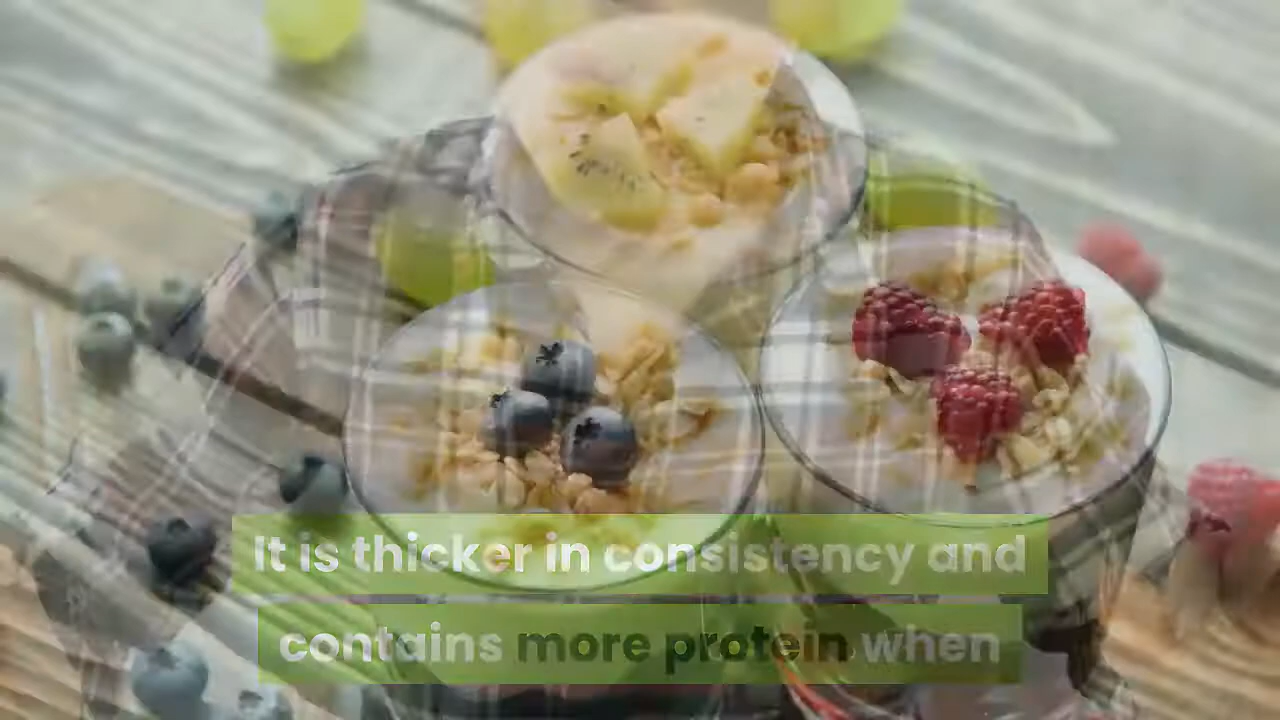 It is thicker in consistency and
contains more protein when